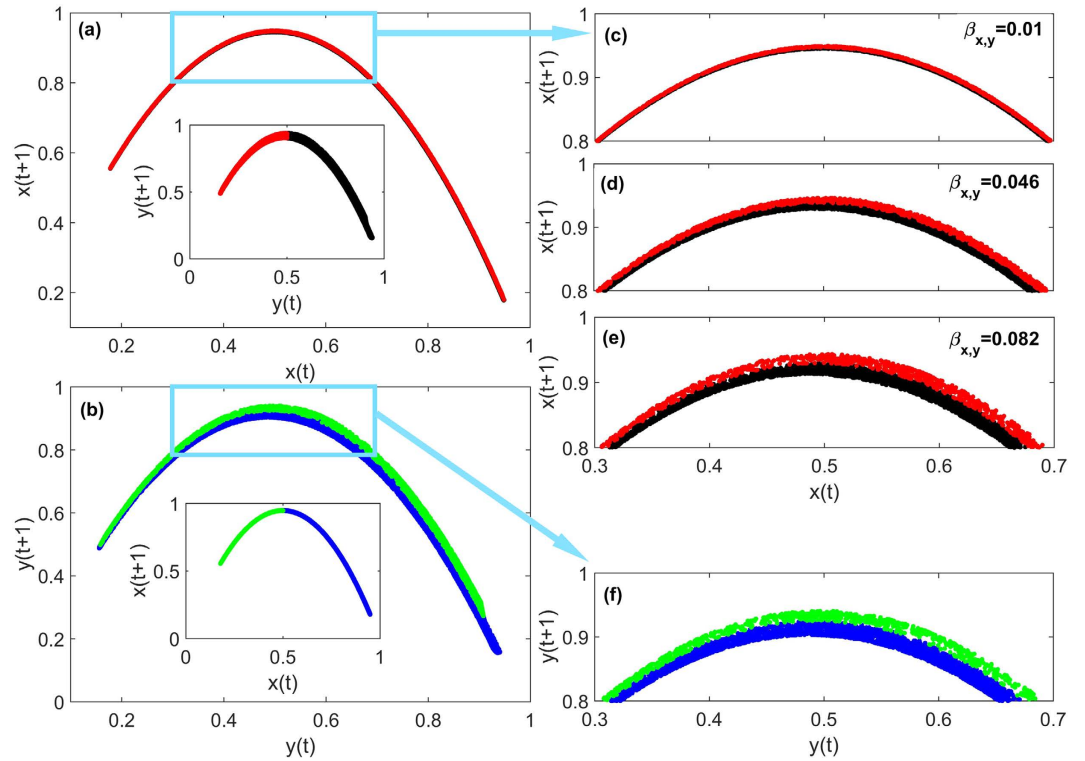 (a)
1
0.8
0.6
0.4
0.2
x(t+1)
0.2 0.4 0.6 0.8 1
x(t)
1
0.5
0
y(t+1)
0 0.5 1
y(t)
(b)
1
0.8
0.6
0.4
0.2
0
y(t+1)
0.2 0.4 0.6 0.8 1
y(t)
1
0.5
0
x(t+1)
0 0.5 1
x(t)
(c)
βx,y=0.01
1
0.9
0.8
x(t+1)
(d)
βx,y=0.046
1
0.9
0.8
x(t+1)
(e)
βx,y=0.082
1
0.9
0.8
x(t+1)
0.3 0.4 0.5 0.6 0.7
x(t)
(f)
1
0.9
0.8
y(t+1)
0.3 0.4 0.5 0.6 0.7
y(t)